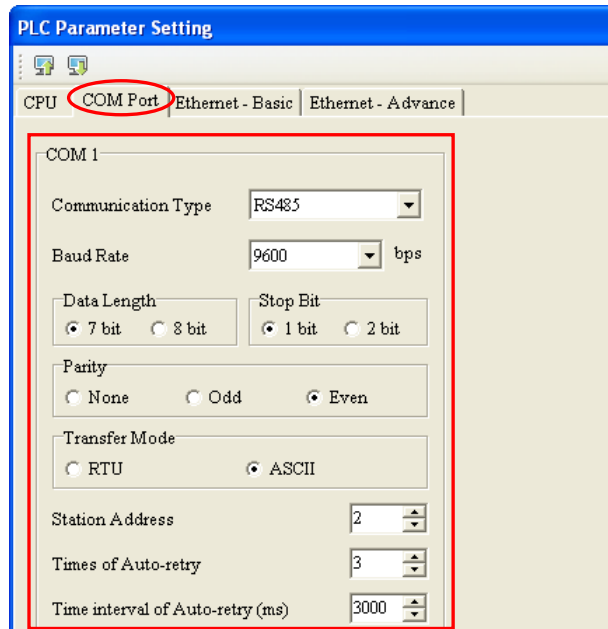 PLC Parameter Setting
CPU COM Port Ethernet - Basic Ethernet - Advance
COM 1
Communication Type RS485
Baud Rate 9600 bps
Data Length Stop Bit
7 bit 8 bit 1 bit 2 bit
Parity
None Odd Even
Transfer Mode
RTU ASCII
Station Address 2
Times of Auto-retry 3
Time interval of Auto-retry (ms) 3000